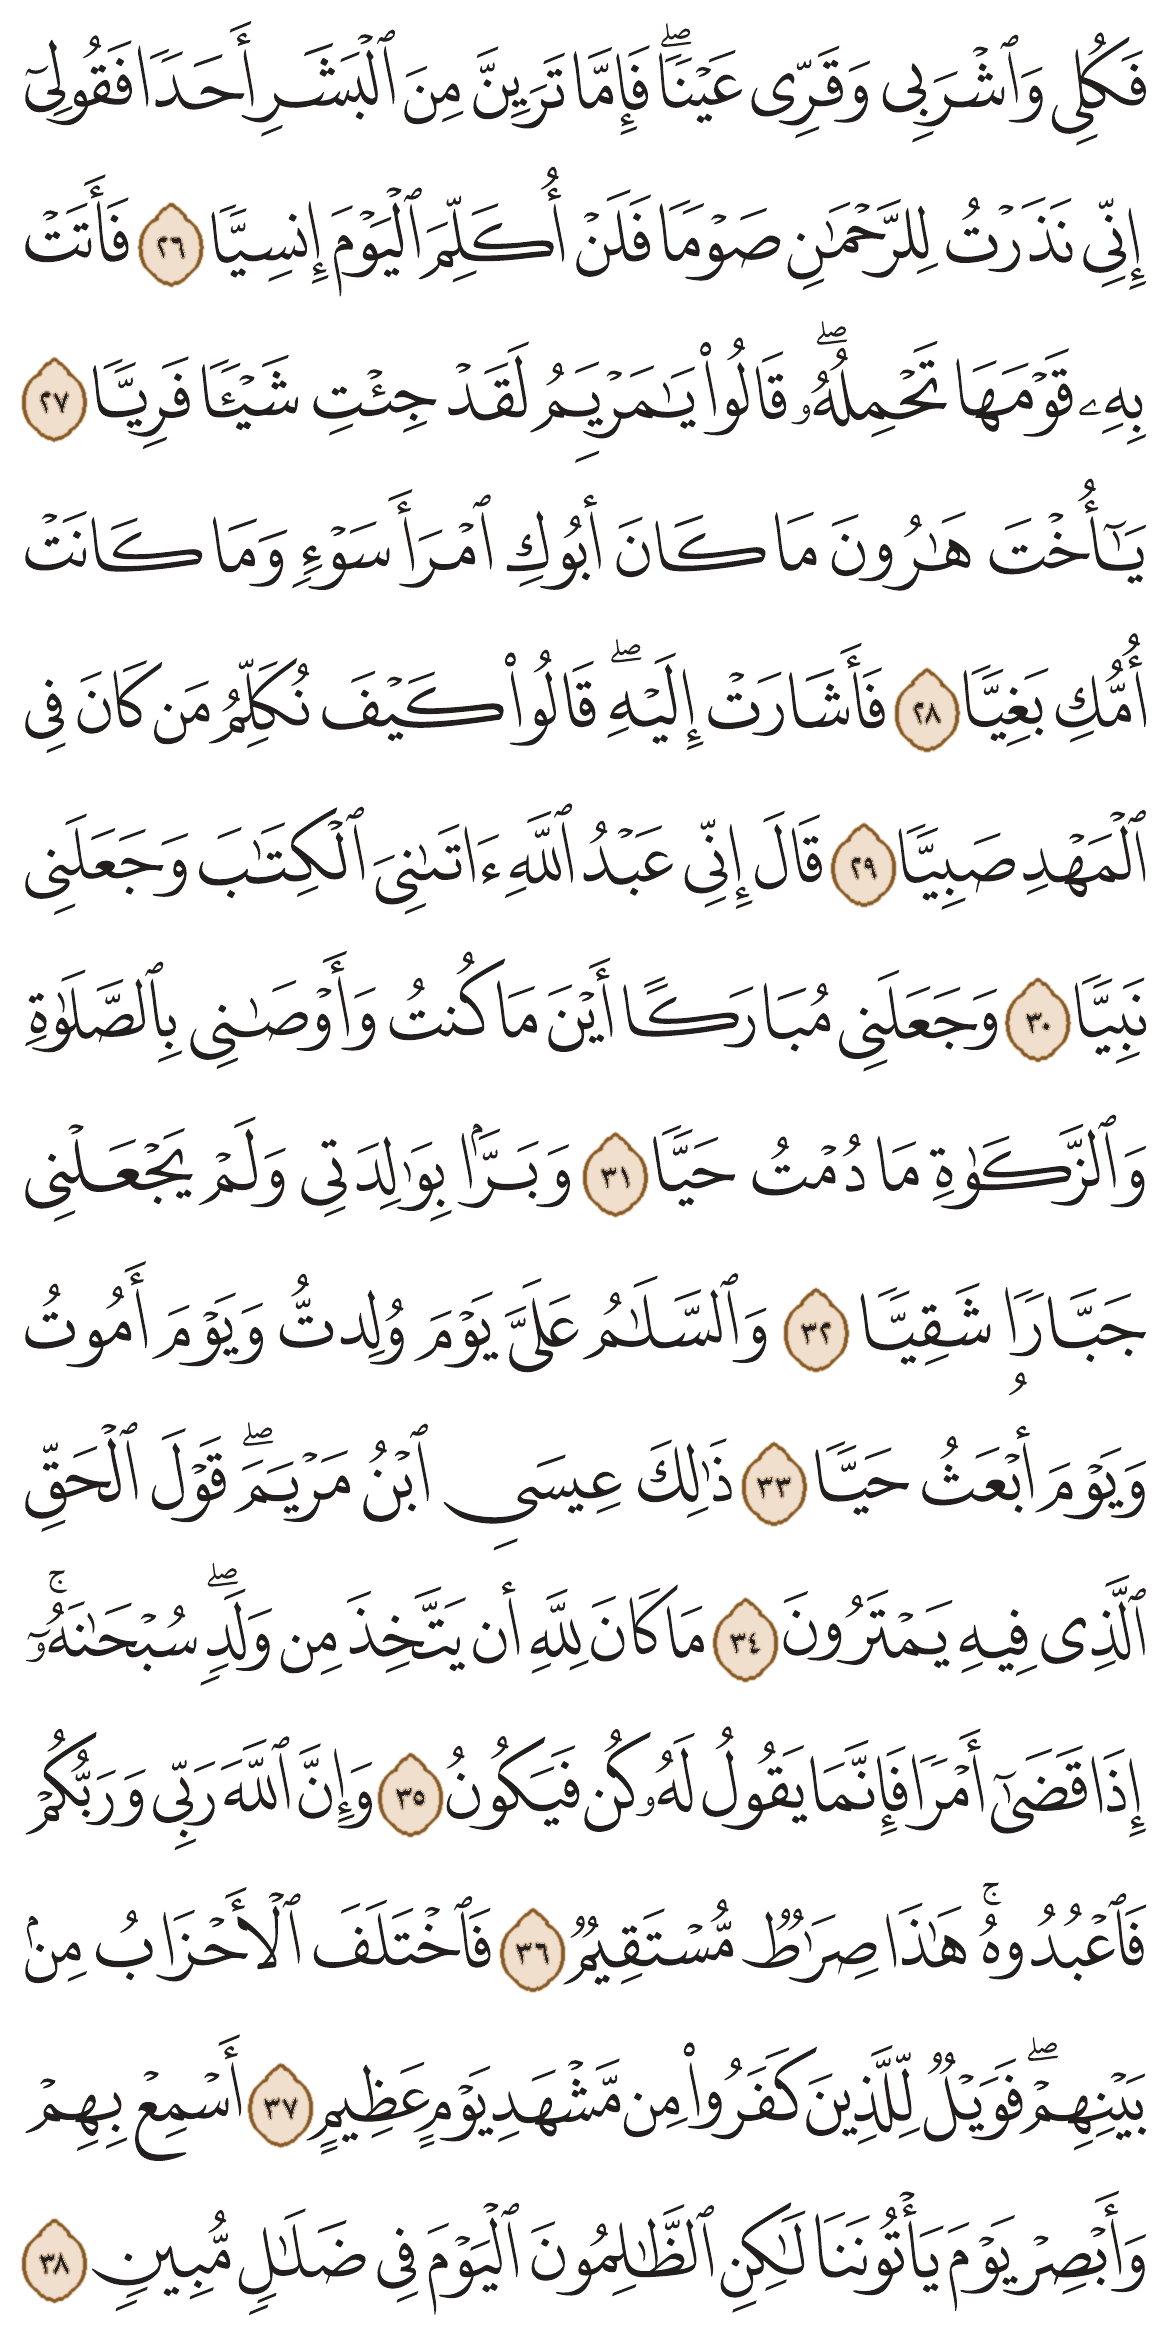 فَكُلِى وَٱشْرَبِى وَقَرِّى عَيْنًاۖ فَإِمَّا تَرَيِنَّ مِنَ ٱلْبَشَرِ أَحَدًا فَقُولِىٓ
إِنِّى نَذَرْتُ لِلرَّحْمَٰنِ صَوْمًا فَلَنْ أُكَلِّمَ ٱلْيَوْمَ إِنسِيًّا ٢٦ فَأَتَتْ
بِهِۦ قَوْمَهَا تَحْمِلُهُۥۖ قَالُوا۟ يَٰمَرْيَمُ لَقَدْ جِئْتِ شَيْـًٔا فَرِيًّا ٢٧
يَٰٓأُخْتَ هَٰرُونَ مَا كَانَ أبُوكِ ٱمْرَأَ سَوْءٍ وَمَا كَانَتْ
أُمُّكِ بَغِيًّا ٢٨ فَأَشَارَتْ إِلَيْهِۖ قَالُوا۟ كَيْفَ نُكَلِّمُ مَن كَانَ فِى
ٱلْمَهْدِ صَبِيًّا ٢٩ قَالَ إِنِّى عَبْدُ ٱللَّهِ ءَاتَىٰنِىَ ٱلْكِتَٰبَ وَجَعَلَنِى
نَبِيًّا ٣٠ وَجَعَلَنِى مُبَارَكًا أَيْنَ مَا كُنتُ وَأَوْصَٰنِى بِٱلصَّلَوٰةِ
وَٱلزَّكَوٰةِ مَا دُمْتُ حَيًّا ٣١ وَبَرًّۢا بِوَٰلِدَتِى وَلَمْ يَجْعَلْنِى
جَبَّارًا شَقِيًّا ٣٢ وَٱلسَّلَٰمُ عَلَىَّ يَوْمَ وُلِدتُّ وَيَوْمَ أَمُوتُ
وَيَوْمَ أُبْعَثُ حَيًّا ٣٣ ذَٰلِكَ عِيسَىِ ٱبْنُ مَرْيَمَۖ قَوْلَ ٱلْحَقِّ
ٱلَّذِى فِيهِ يَمْتَرُونَ ٣٤ مَا كَانَ لِلَّهِ أن يَتَّخِذَ مِن وَلَدٍۖ سُبْحَٰنَهُۥٓۚ
إِذَا قَضَىٰٓ أَمْرًا فَإِنَّمَا يَقُولُ لَهُۥ كُن فَيَكُونُ ٣٥ وَإِنَّ ٱللَّهَ رَبِّى وَرَبُّكُمْ
فَٱعْبُدُوهُۚ هَٰذَا صِرَٰطٌ مُّسْتَقِيمٌ ٣٦ فَٱخْتَلَفَ ٱلْأَحْزَابُ مِنۢ
بَيْنِهِمْۖ فَوَيْلٌ لِّلَّذِينَ كَفَرُوا۟ مِن مَّشْهَدِ يَوْمٍ عَظِيمٍ ٣٧ أَسْمِعْ بِهِمْ
وَأَبْصِرْ يَوْمَ يَأْتُونَنَا لَٰكِنِ ٱلظَّٰلِمُونَ ٱلْيَوْمَ فِى ضَلَٰلٍ مُّبِينٍ ٣٨